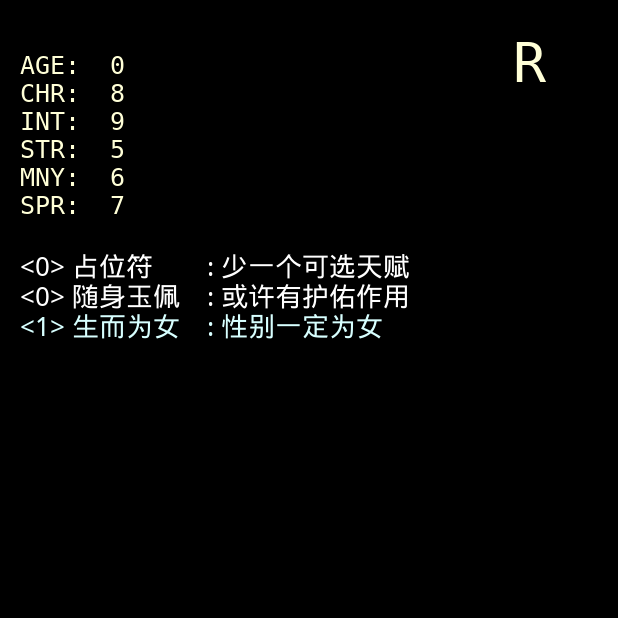 R
AGE: 0
CHR: 8
INT: 9
STR: 5
MNY: 6
SPR: 7
<0> 占位符 :少一个可选天赋
<0> 随身玉佩 :或许有护佑作用
<1> 生而为女 :性别一定为女